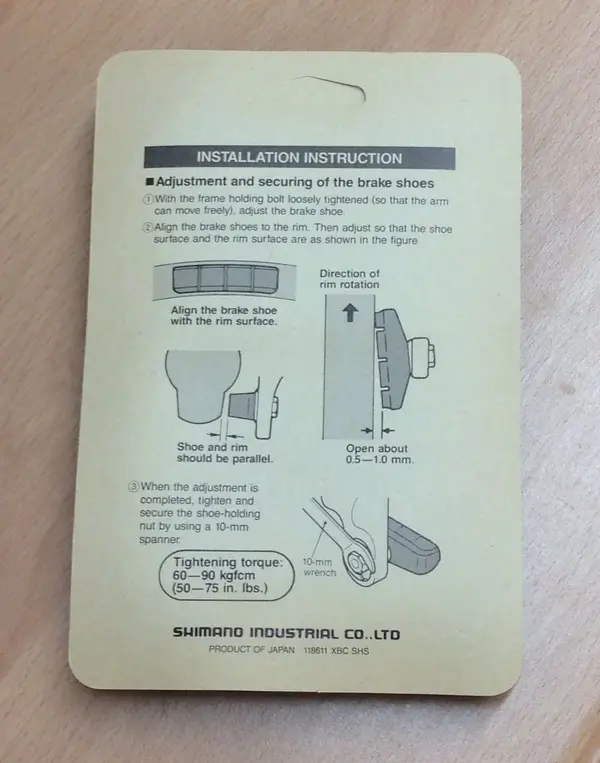 INSTALLATION INSTRUCTION
■Adjustment and securing of the brake shoes
①With the frame holding bolt loosely tightened (so that the arm
can move freely), adjust the brake shoe.
②Align the brake shoes to the rim. Then adjust so that the shoe
surface and the rim surface are as shown in the figure
Align the brake shoe
with the rim surface.
Direction of
rim rotation
Shoe and rim
should be parallel.
Open about
0.5—1.0 mm.
③When the adjustment is
completed, tighten and
secure the shoe-holding
nut by using a 10-mm
spanner.
10-mm
wrench
Tightening torque:
60—90 kgfcm
(50—75 in. lbs.)
SHIMANO INDUSTRIAL CO.,LTD
PRODUCT OF JAPAN 118611 XBC SHS